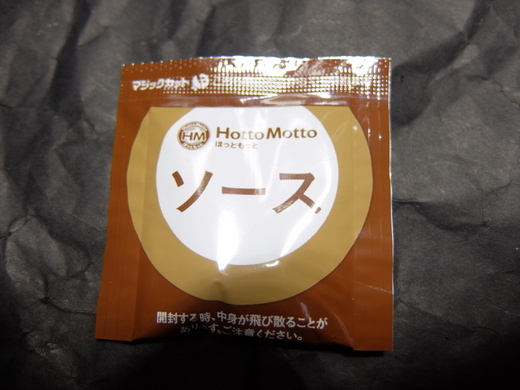 マジックカット
HM
HottoMotto
ほっともっと
ソース
開封する時、中身が飛び散ることが
あります。ご注意ください。